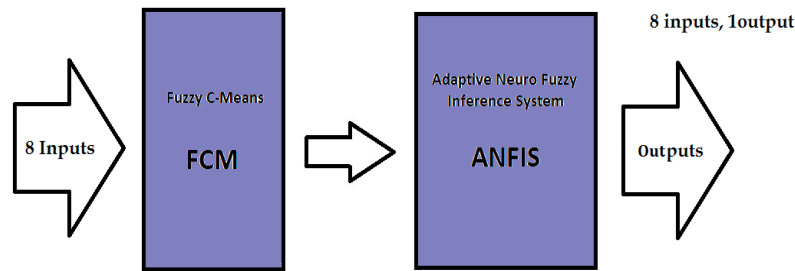 8 inputs, 1output
8 Inputs
Fuzzy C-Means
FCM
Adaptive Neuro Fuzzy
Inference System
ANFIS
0utputs